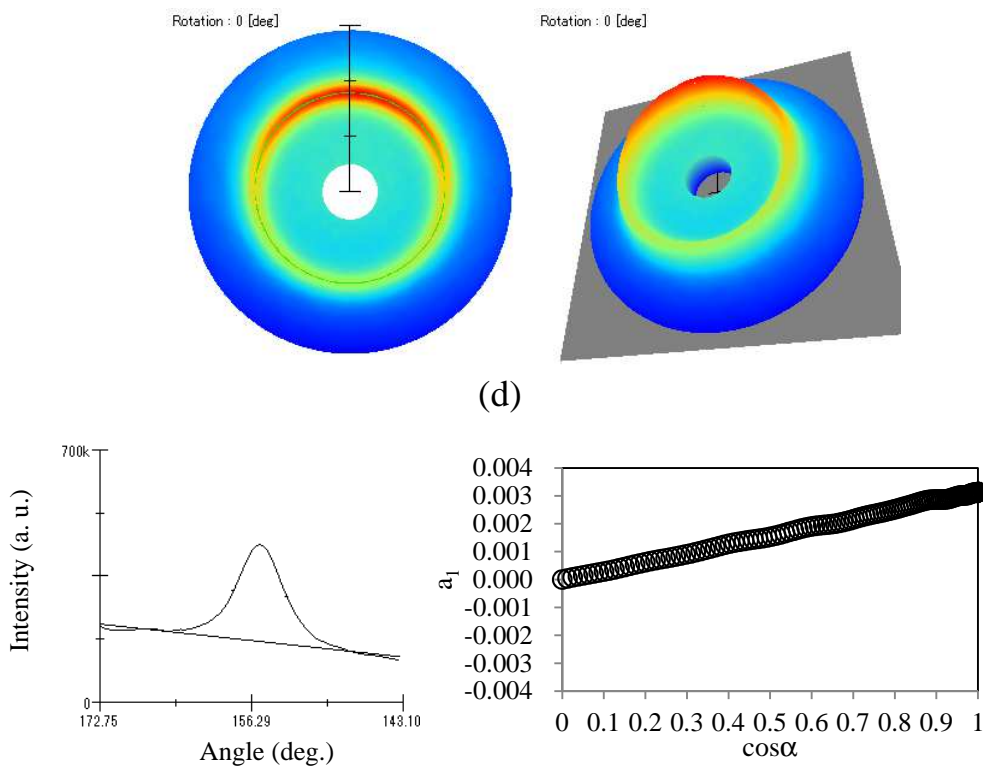 Rotation : 0 [deg]
Rotation : 0 [deg]
(d)
700k
0
172.75
156.29
143.10
Intensity (a. u.)
Angle (deg.)
0.004
0.003
0.002
0.001
0.000
-0.001
-0.002
-0.003
-0.004
a1
0 0.1 0.2 0.3 0.4 0.5 0.6 0.7 0.8 0.9 1
cosα